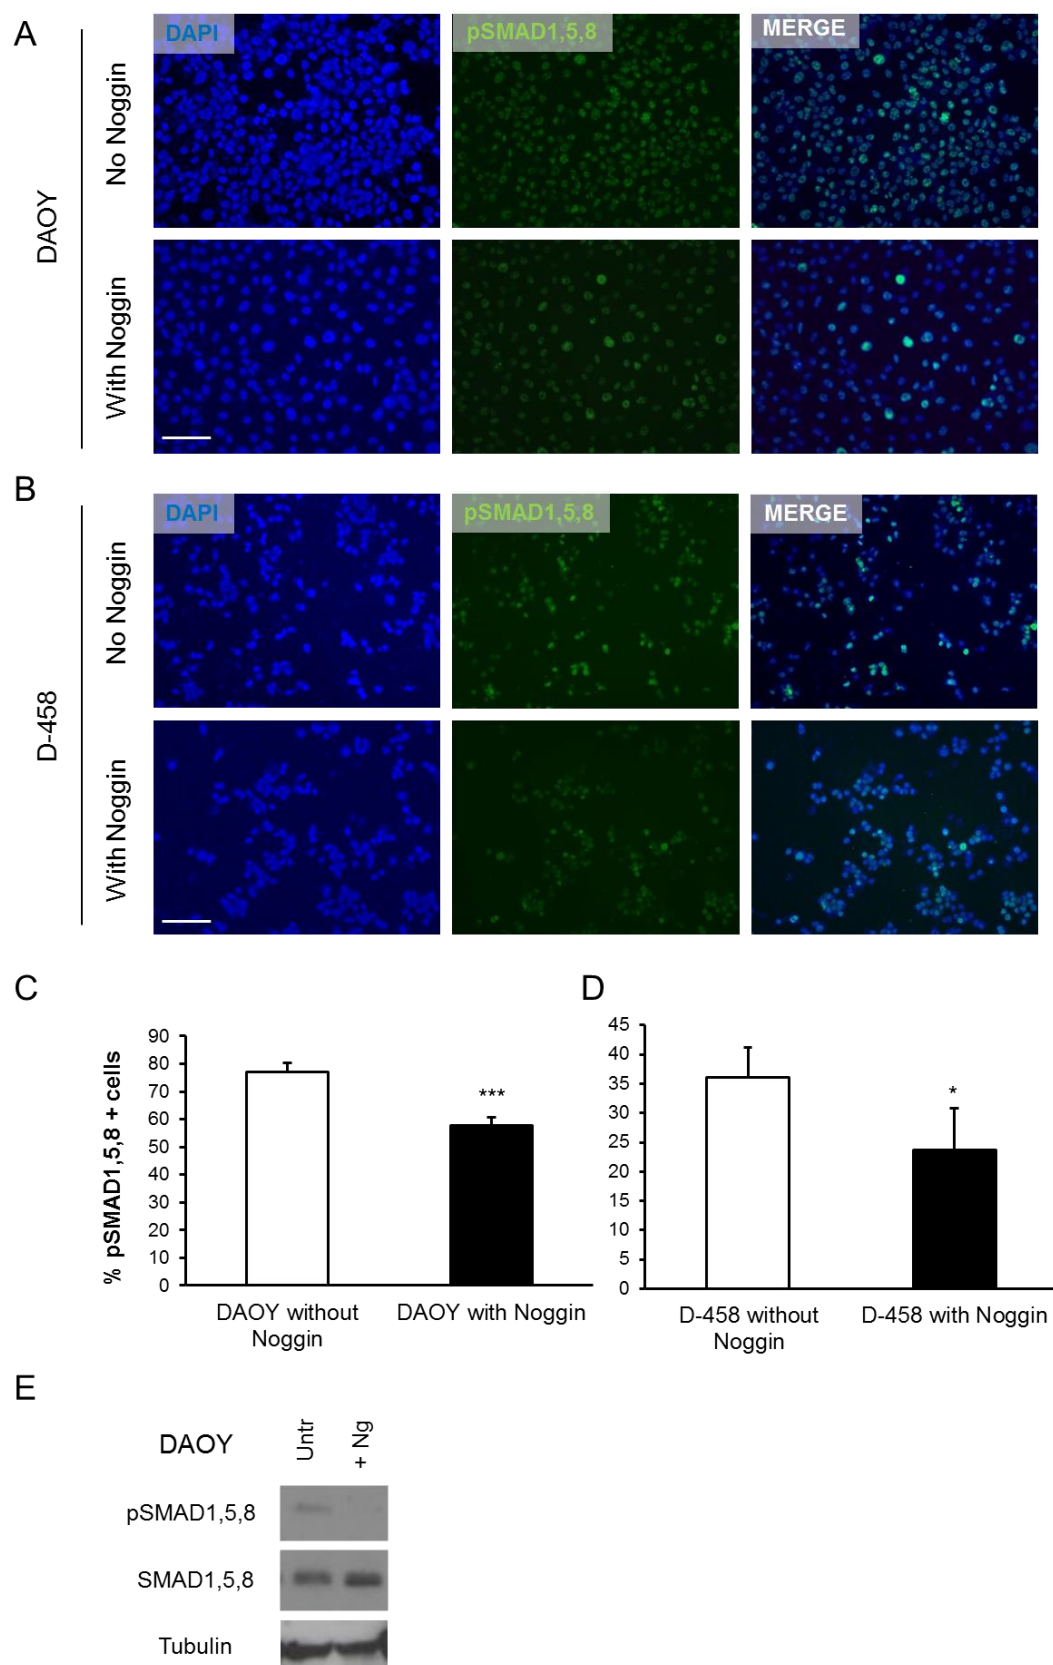 A
DAPI
pSMAD1,5,8
MERGE
DAOY
No Noggin
With Noggin
B
DAPI
pSMAD1,5,8
MERGE
D-458
No Noggin
With Noggin
C
% pSMAD1,5,8 + cells
90
80
70
60
50
40
30
20
10
0
***
DAOY without
Noggin
DAOY with Noggin
D
45
40
35
30
25
20
15
10
5
0
*
D-458 without
Noggin
D-458 with Noggin
E
DAOY
Untr
+ Ng
pSMAD1,5,8
SMAD1,5,8
Tubulin